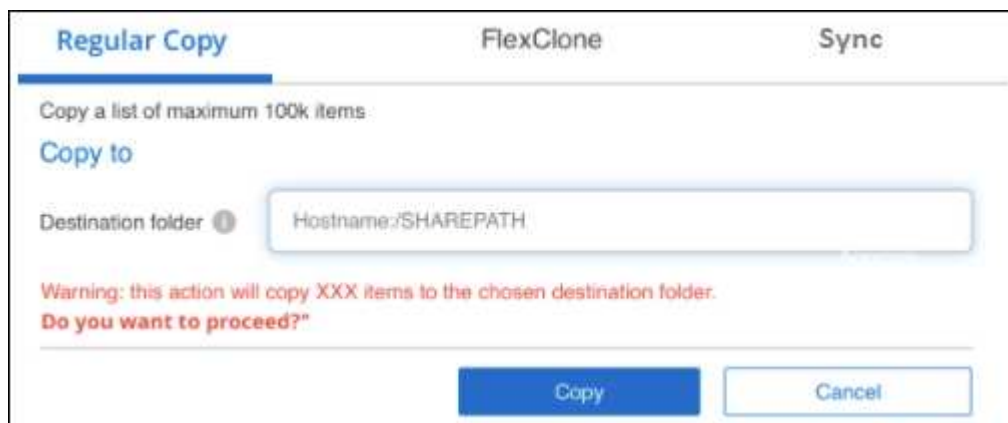 Regular Copy FlexClone Sync
Copy a list of maximum 100k items
Copy to
Destination folder Hostname:/SHAREPATH
Warning: this action will copy XXX items to the chosen destination folder.
Do you want to proceed?"
Copy Cancel